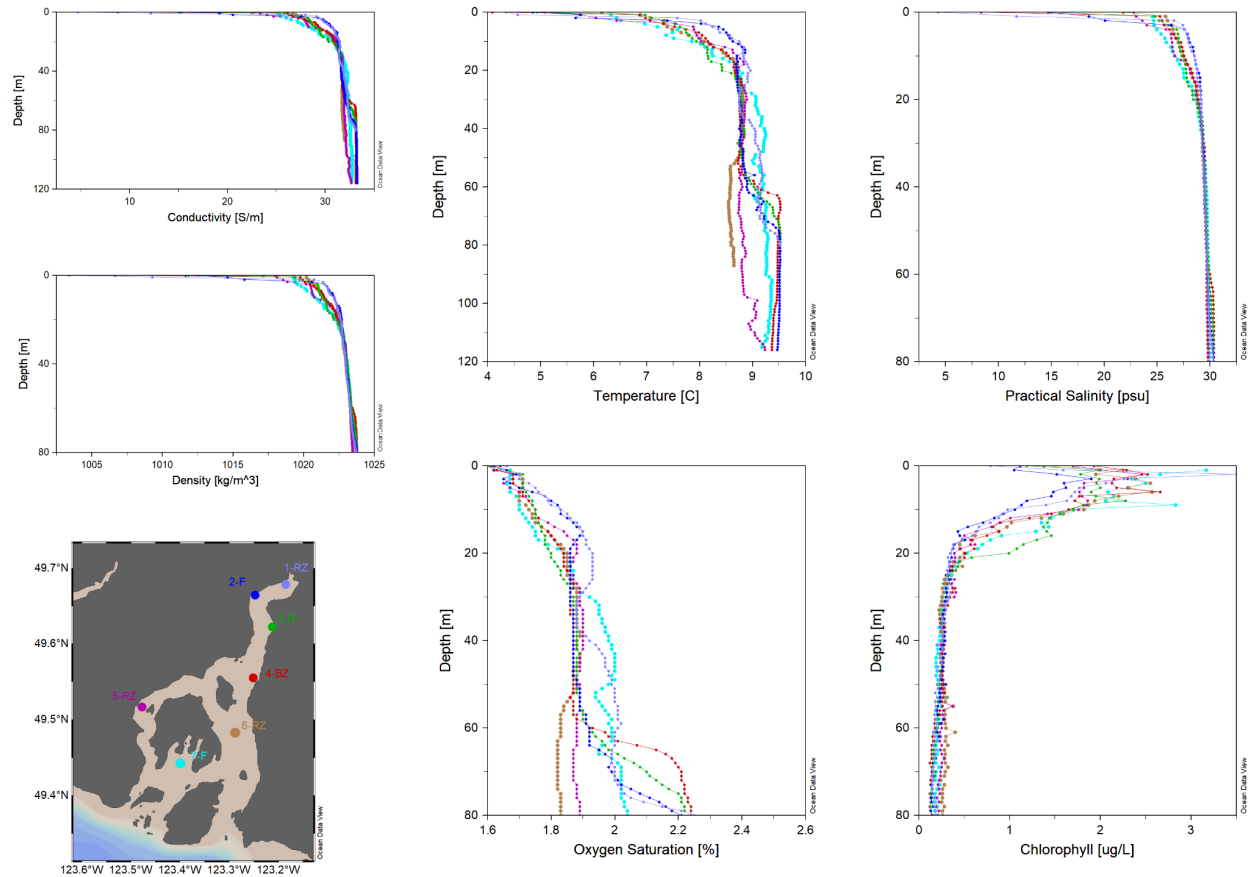 0
40
80
120
Depth [m]
10
20
30
Conductivity [S/m]
Ocean Data View
0
40
80
Depth [m]
1005
1010
1015
1020
1025
Density [kg/m^3]
Ocean Data View
0
20
40
60
80
100
120
Depth [m]
4
5
6
7
8
9
10
Temperature [C]
Ocean Data View
0
20
40
60
80
Depth [m]
5
10
15
20
25
30
Practical Salinity [psu]
Ocean Data View
49.7°N
49.6°N
49.5°N
49.4°N
123.6°W
123.5°W
123.4°W
123.3°W
123.2°W
1-RZ
2-F
4-BZ
5-RZ
6-RZ
Ocean Data View
0
20
40
60
80
Depth [m]
1.6
1.8
2
2.2
2.4
2.6
Oxygen Saturation [%]
Ocean Data View
0
20
40
60
80
Depth [m]
0
1
2
3
Chlorophyll [ug/L]
Ocean Data View